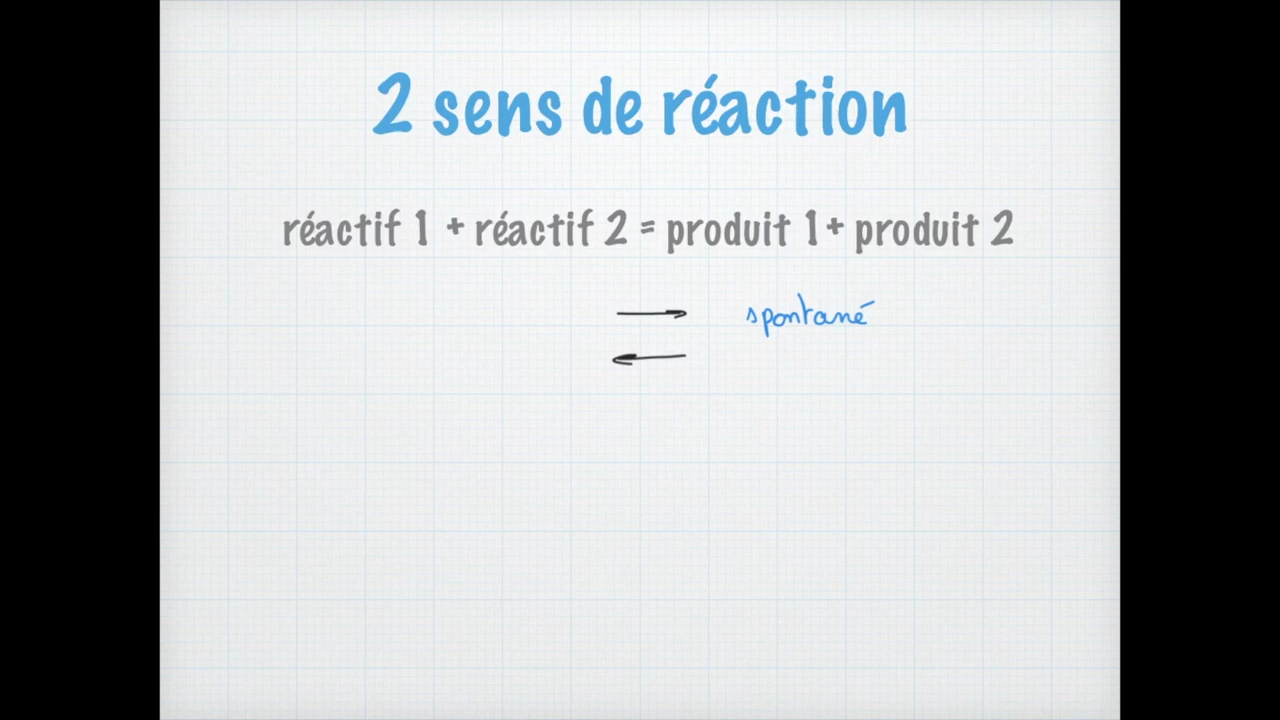 2 sens de réaction
réactif 1 + réactif 2 = produit 1+ produit 2
spontané